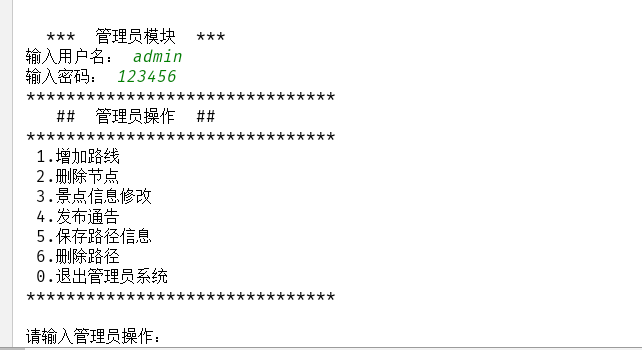 *** 管理员模块 ***
输入用户名： admin
输入密码： 123456
*******************************
## 管理员操作 ##
*******************************
1.增加路线
2.删除节点
3.景点信息修改
4.发布通告
5.保存路径信息
6.删除路径
0.退出管理员系统
*******************************
请输入管理员操作：